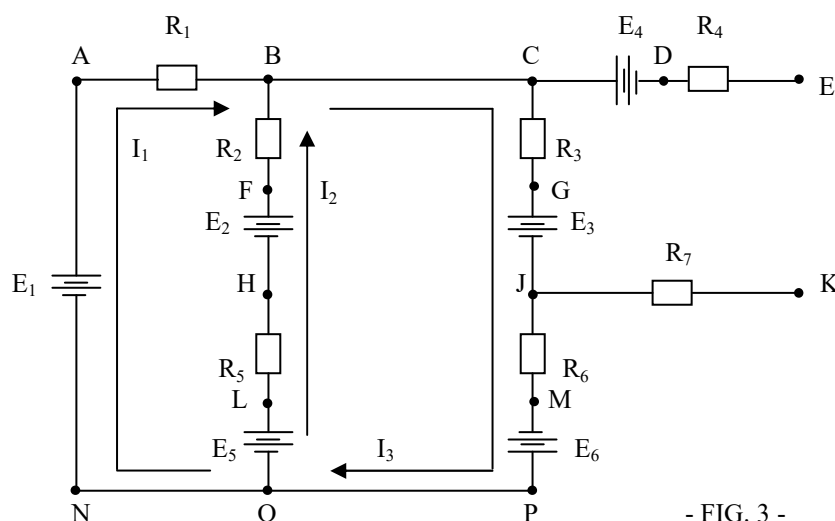 R₁ E₄ R₄
A B C D E
I₁ R₂ R₃
F I₂ G
E₂ E₃
R₇
E₁ H J K
R₅ R₆
L M
E₅ I₃ E₆
N O P - FIG. 3 -